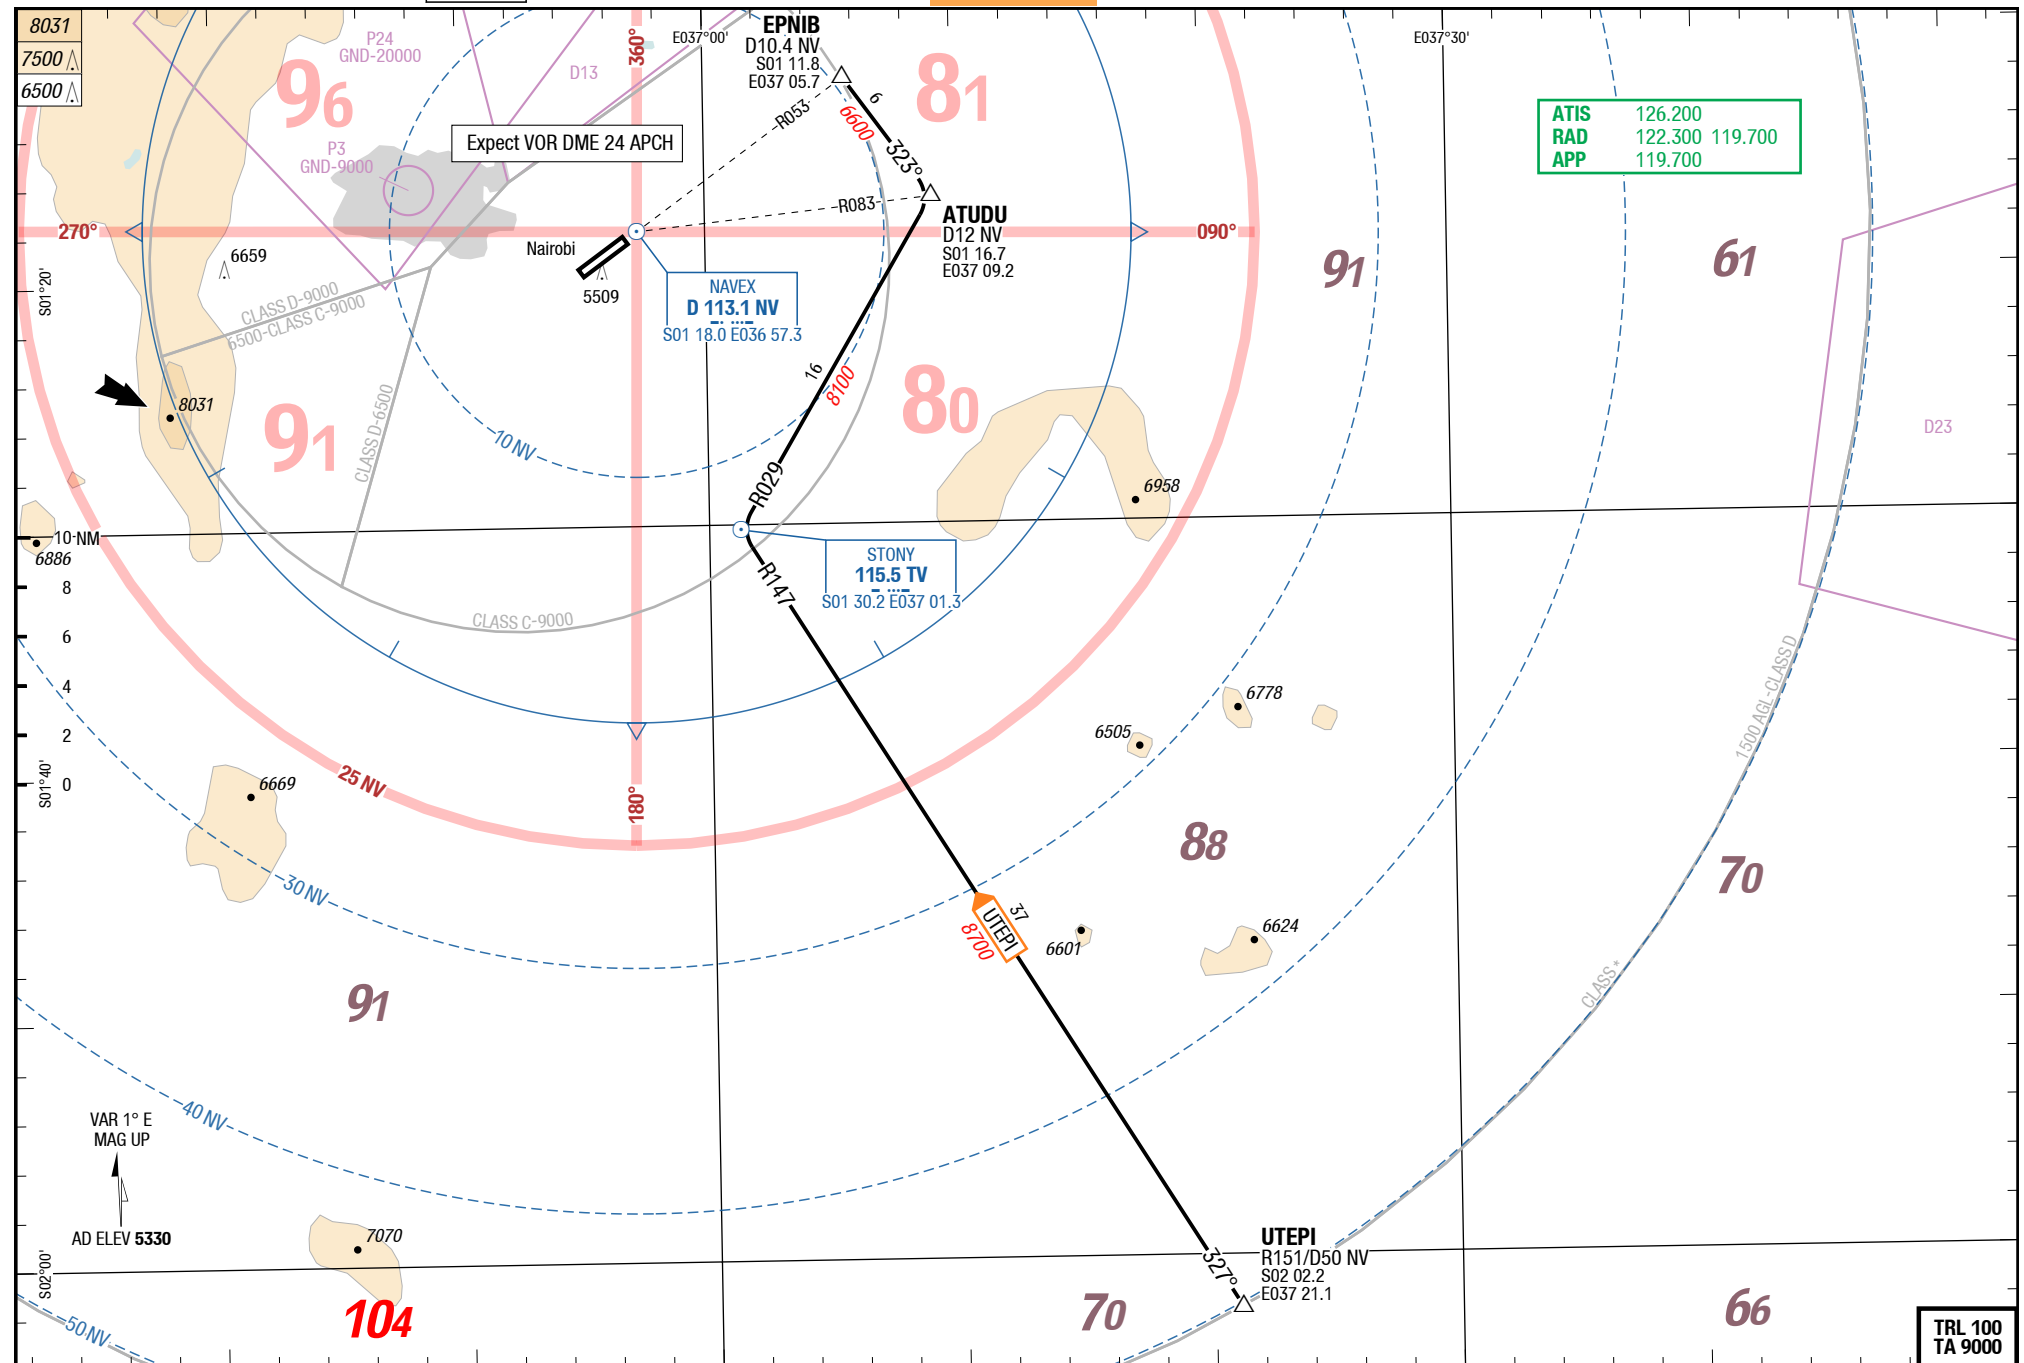 8031
7500
6500
P24
GND-20000
96
P3
GND-9000
D13
360°
E037°00'
EPNIB
D10.4 NV
S01 11.8
E037 05.7
81
E037°30'
ATIS 126.200
RAD 122.300 119.700
APP 119.700
Expect VOR DME 24 APCH
R053
6600
6
323°
R083
ATUDU
D12 NV
S01 16.7
E037 09.2
270°
090°
6659
Nairobi
5509
NAVEX
D 113.1 NV
S01 18.0 E036 57.3
91
61
S01°20'
CLASS D-9000
6500-CLASS C-9000
CLASS D-6500
8031
91
10 NV
16
8100
80
R029
6958
D23
10 NM
6886
8
6
4
2
0
STONY
115.5 TV
S01 30.2 E037 01.3
R147
CLASS C-9000
1500 AGL-CLASS D
6778
6505
S01°40'
6669
25 NV
180°
30 NV
88
70
37
UTEPI
8700
6601
6624
CLASS *
91
40 NV
VAR 1° E
MAG UP
AD ELEV 5330
7070
S02°00'
104
50 NV
327°
UTEPI
R151/D50 NV
S02 02.2
E037 21.1
70
66
TRL 100
TA 9000